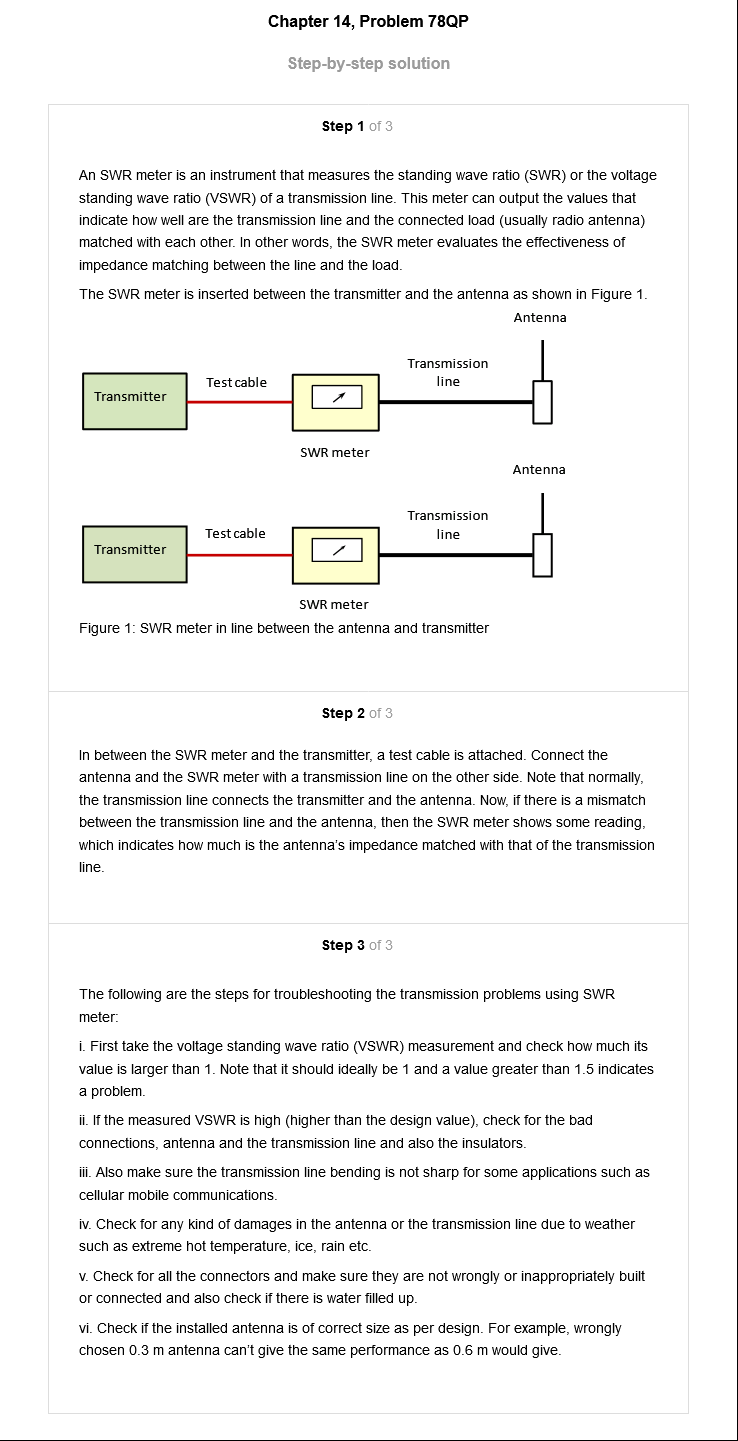 Chapter 14, Problem 78QP
Step-by-step solution
Step 1 of 3
An SWR meter is an instrument that measures the standing wave ratio (SWR) or the voltage
standing wave ratio (VSWR) of a transmission line. This meter can output the values that
indicate how well are the transmission line and the connected load (usually radio antenna)
matched with each other. In other words, the SWR meter evaluates the effectiveness of
impedance matching between the line and the load.
The SWR meter is inserted between the transmitter and the antenna as shown in Figure 1.
Antenna
Transmission
line
Test cable
Transmitter
SWR meter
Antenna
Transmission
line
Test cable
Transmitter
SWR meter
Figure 1: SWR meter in line between the antenna and transmitter
Step 2 of 3
In between the SWR meter and the transmitter, a test cable is attached. Connect the
antenna and the SWR meter with a transmission line on the other side. Note that normally,
the transmission line connects the transmitter and the antenna. Now, if there is a mismatch
between the transmission line and the antenna, then the SWR meter shows some reading,
which indicates how much is the antenna's impedance matched with that of the transmission
line.
Step 3 of 3
The following are the steps for troubleshooting the transmission problems using SWR
meter:
i. First take the voltage standing wave ratio (VSWR) measurement and check how much its
value is larger than 1. Note that it should ideally be 1 and a value greater than 1.5 indicates
a problem.
ii. If the measured VSWR is high (higher than the design value), check for the bad
connections, antenna and the transmission line and also the insulators.
iii. Also make sure the transmission line bending is not sharp for some applications such as
cellular mobile communications.
iv. Check for any kind of damages in the antenna or the transmission line due to weather
such as extreme hot temperature, ice, rain etc.
v. Check for all the connectors and make sure they are not wrongly or inappropriately built
or connected and also check if there is water filled up.
vi. Check if the installed antenna is of correct size as per design. For example, wrongly
chosen 0.3 m antenna can't give the same performance as 0.6 m would give.